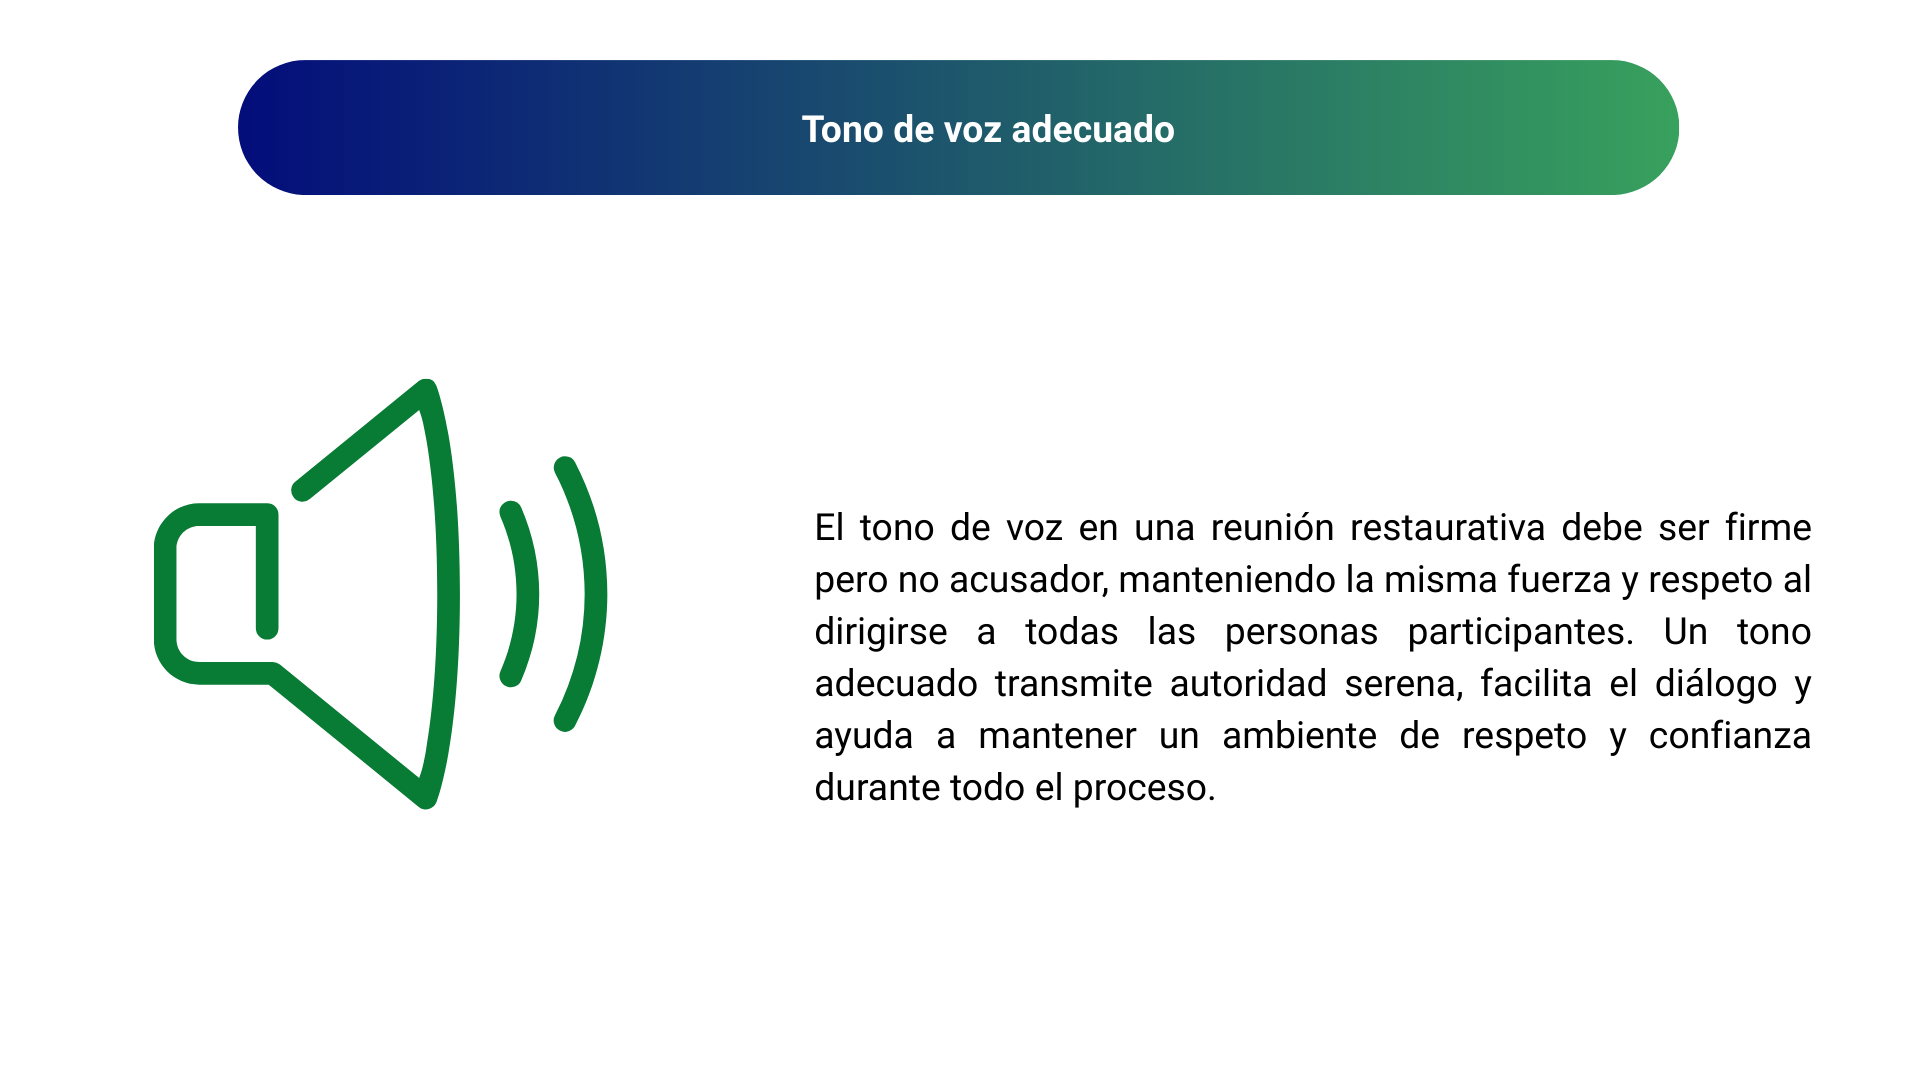 Tono de voz adecuado
El tono de voz en una reunión restaurativa debe ser firme
pero no acusador, manteniendo la misma fuerza y respeto al
dirigirse a todas las personas participantes. Un tono
adecuado transmite autoridad serena, facilita el diálogo y
ayuda a mantener un ambiente de respeto y confianza
durante todo el proceso.